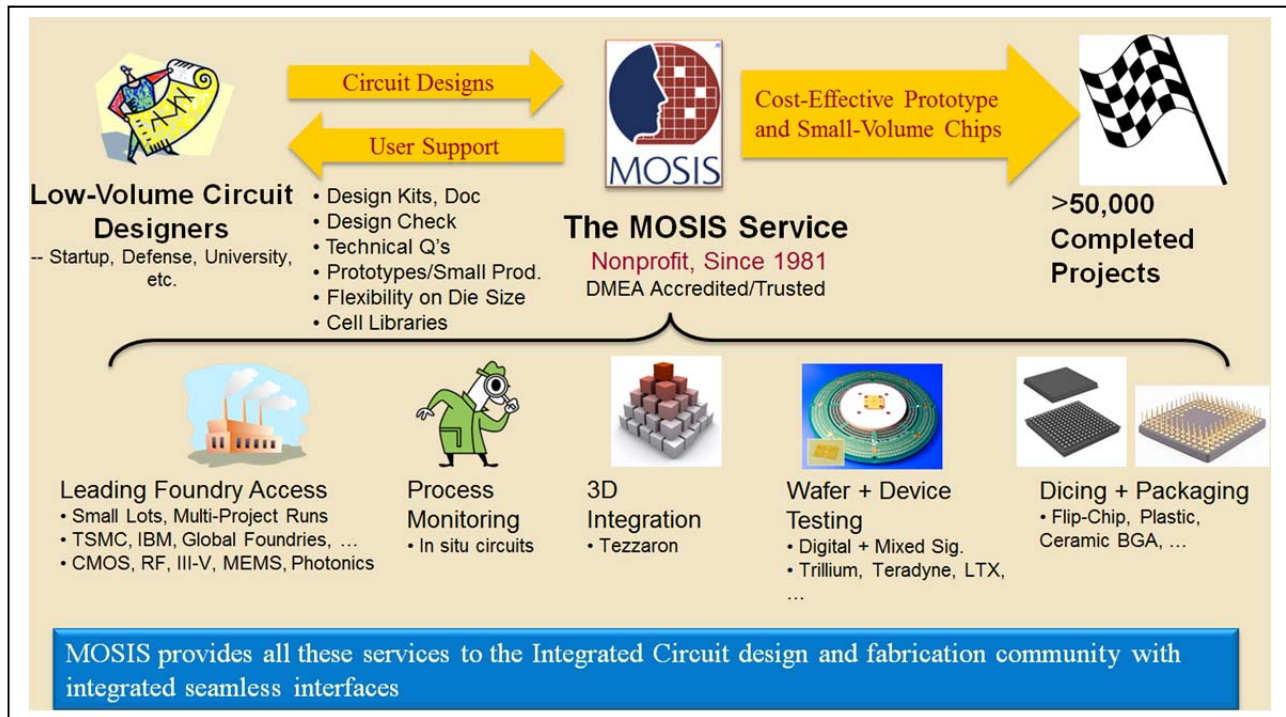 Circuit Designs
User Support
MOSIS
Cost-Effective Prototype
and Small-Volume Chips
Low-Volume Circuit
Designers
-- Startup, Defense, University,
etc.
• Design Kits, Doc
• Design Check
• Technical Q's
• Prototypes/Small Prod.
• Flexibility on Die Size
• Cell Libraries
The MOSIS Service
Nonprofit, Since 1981
DMEA Accredited/Trusted
>50,000
Completed
Projects
Leading Foundry Access
• Small Lots, Multi-Project Runs
• TSMC, IBM, Global Foundries, …
• CMOS, RF, III-V, MEMS, Photonics
Process
Monitoring
• In situ circuits
3D
Integration
• Tezzaron
Wafer + Device
Testing
• Digital + Mixed Sig.
• Trillium, Teradyne, LTX,
…
Dicing + Packaging
• Flip-Chip, Plastic,
Ceramic BGA, …
MOSIS provides all these services to the Integrated Circuit design and fabrication community with
integrated seamless interfaces